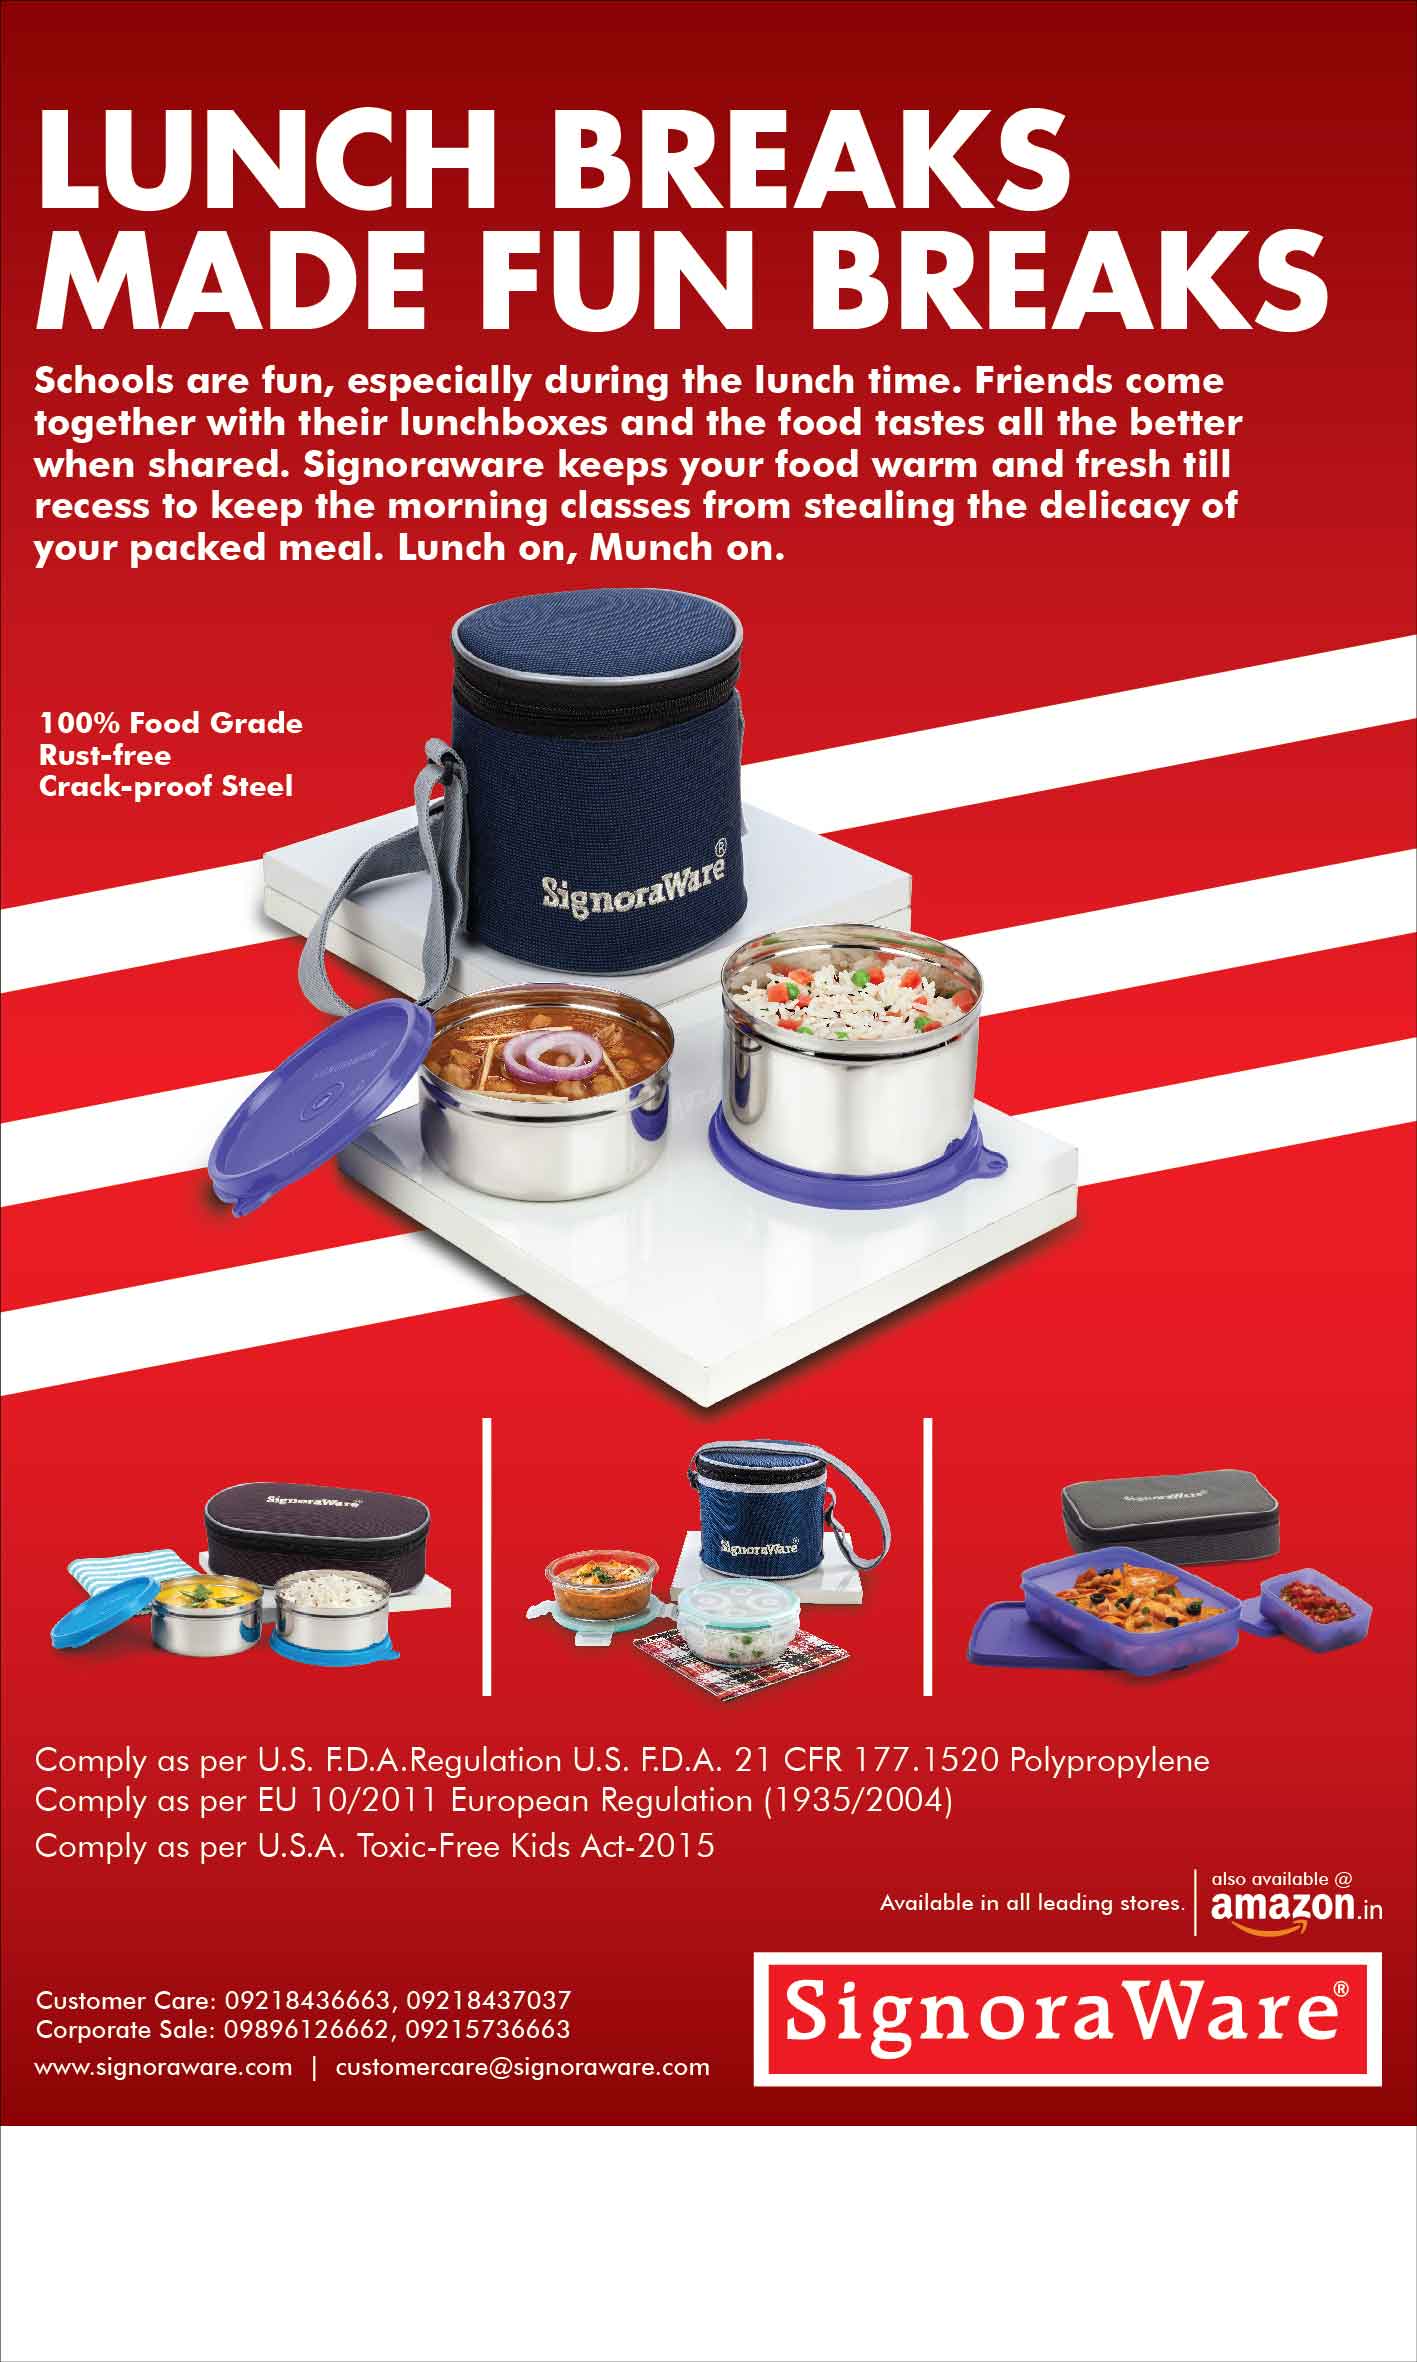 LUNCH BREAKS
MADE FUN BREAKS
Schools are fun, especially during the lunch time. Friends come
together with their lunchboxes and the food tastes all the better
when shared. Signoraware keeps your food warm and fresh till
recess to keep the morning classes from stealing the delicacy of
your packed meal. Lunch on, Munch on.
100% Food Grade
Rust-free
Crack-proof Steel
SignoraWare®
SignoraWare®
SignoraWare®
SignoraWare®
Comply as per U.S. F.D.A.Regulation U.S. F.D.A. 21 CFR 177.1520 Polypropylene
Comply as per EU 10/2011 European Regulation (1935/2004)
Comply as per U.S.A. Toxic-Free Kids Act-2015
Available in all leading stores.
also available @
amazon.in
Customer Care: 09218436663, 09218437037
Corporate Sale: 09896126662, 09215736663
www.signoraware.com | customercare@signoraware.com
SignoraWare®